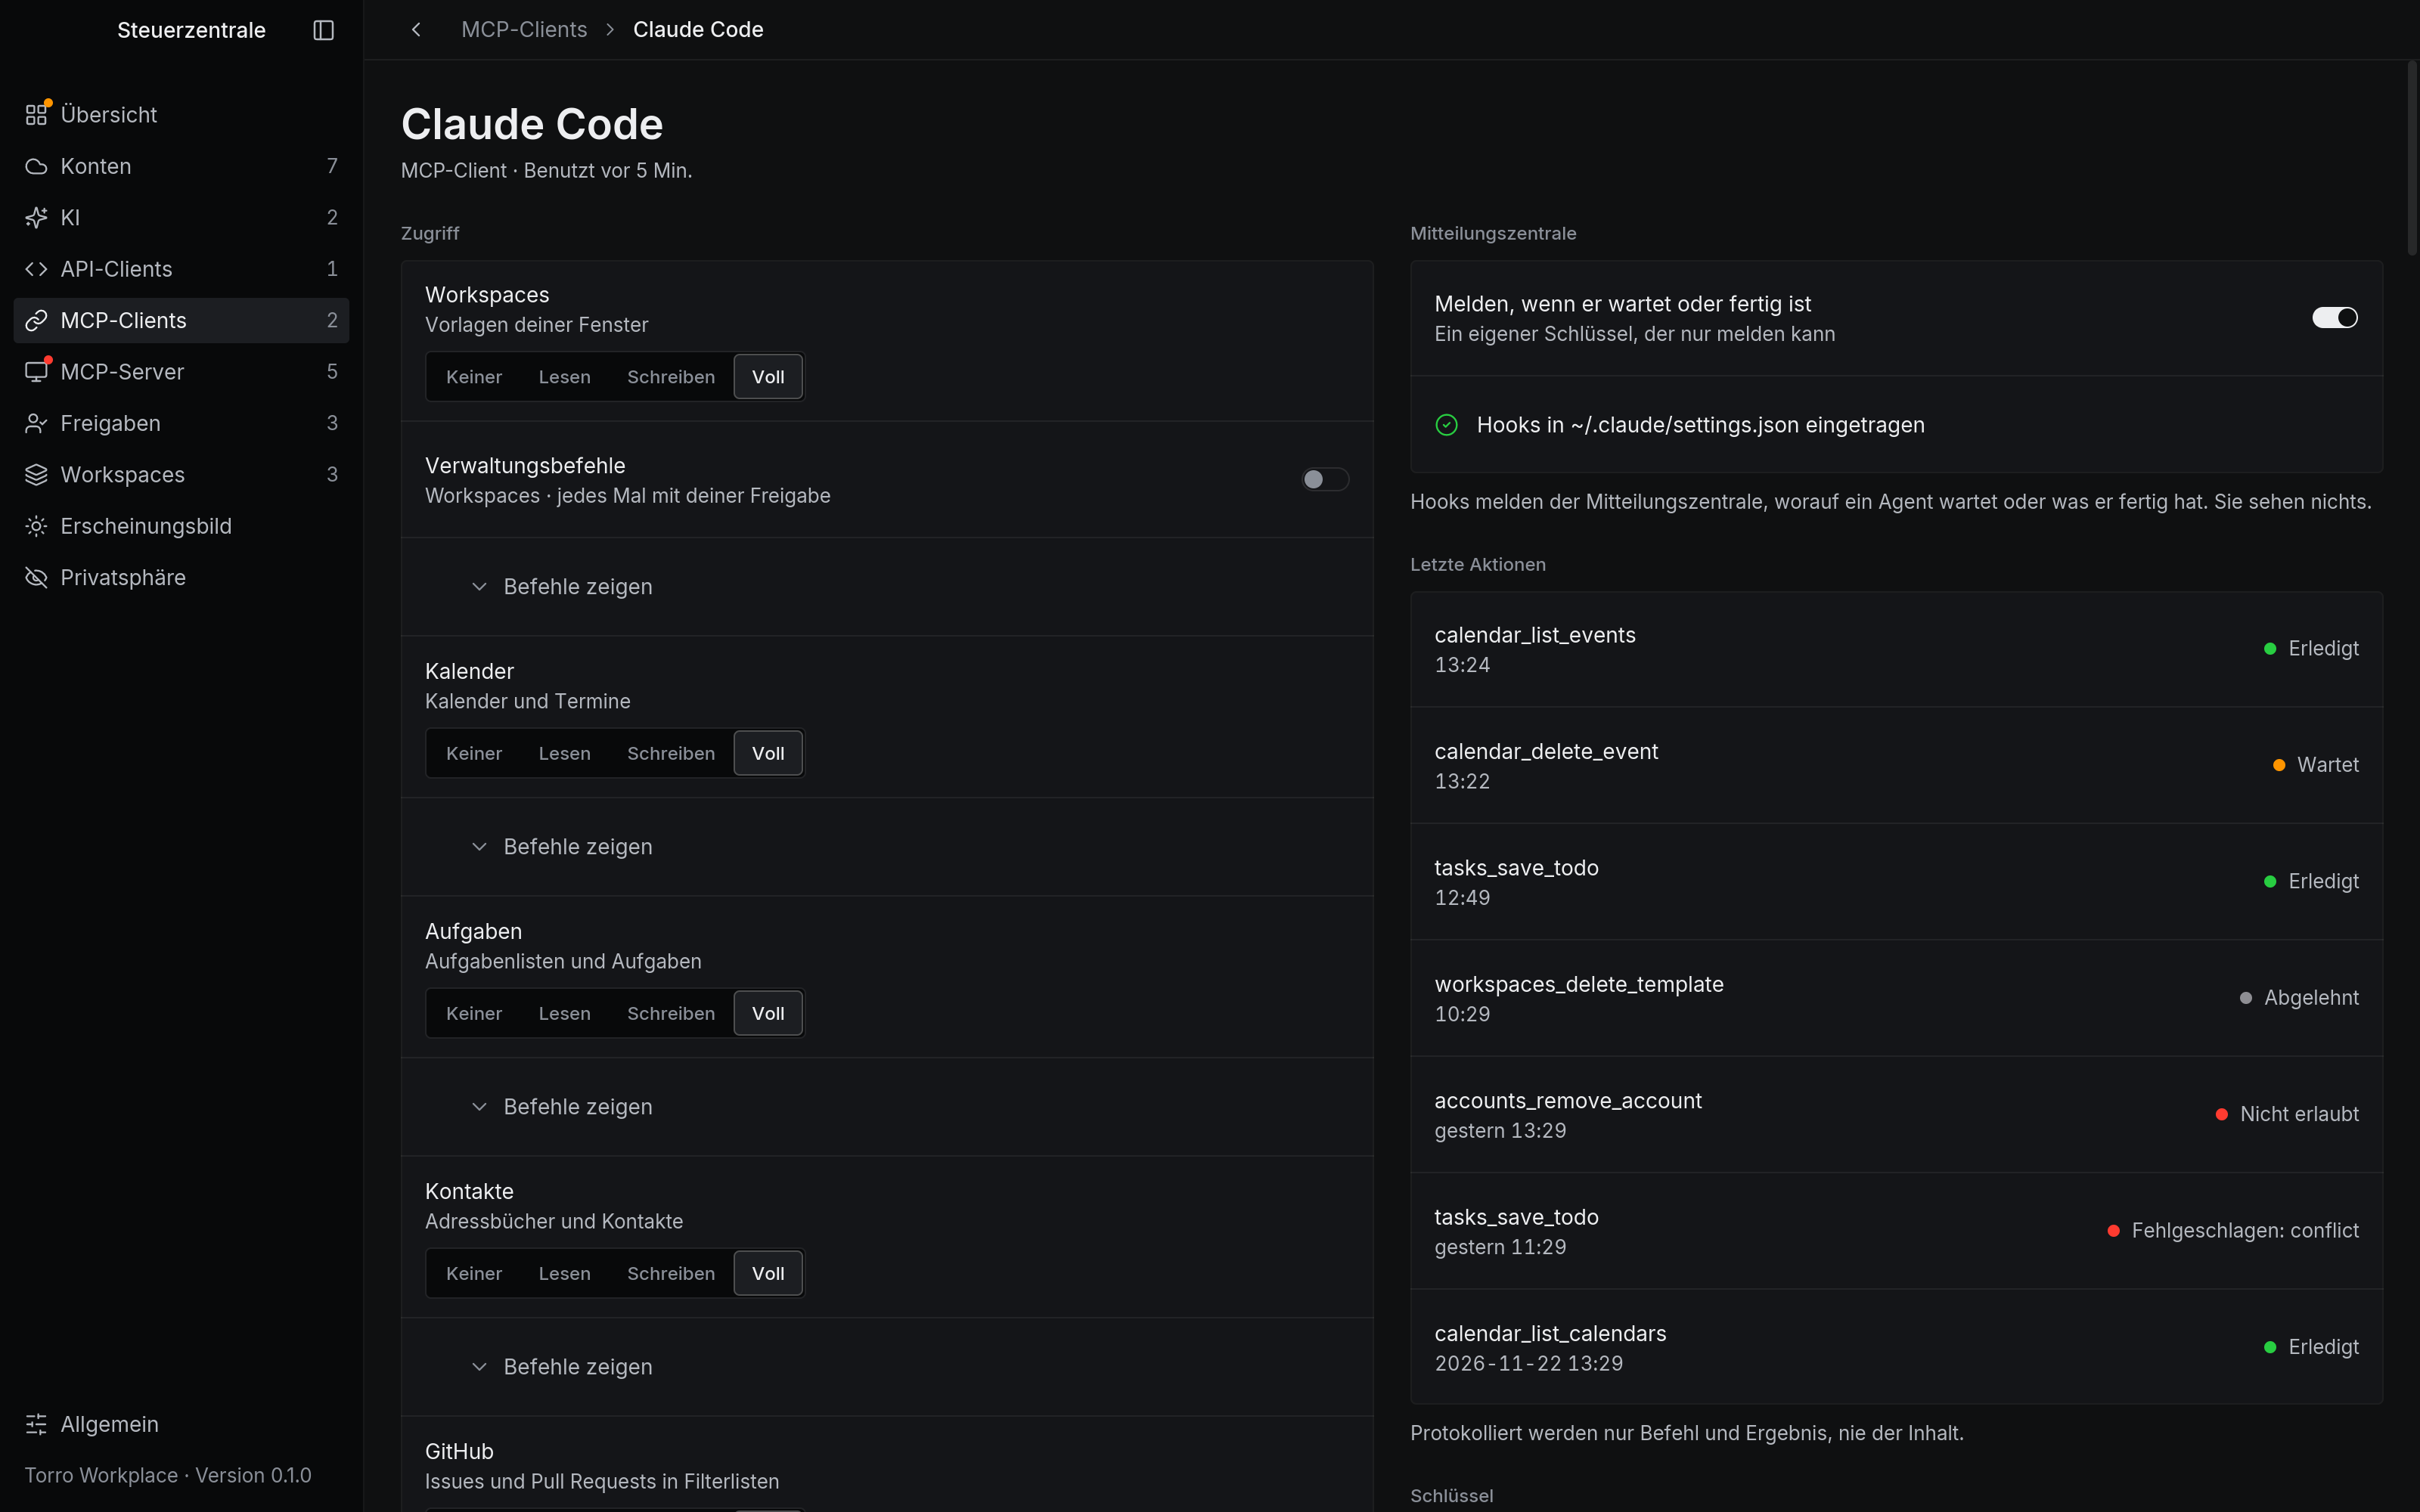 Steuerzentrale
Übersicht
Konten 7
KI 2
API-Clients 1
MCP-Clients 2
MCP-Server 5
Freigaben 3
Workspaces 3
Erscheinungsbild
Privatsphäre
Allgemein
Torro Workplace · Version 0.1.0
MCP-Clients > Claude Code
Claude Code
MCP-Client · Benutzt vor 5 Min.
Zugriff
Workspaces
Vorlagen deiner Fenster
Keiner Lesen Schreiben Voll
Verwaltungsbefehle
Workspaces · jedes Mal mit deiner Freigabe
Befehle zeigen
Kalender
Kalender und Termine
Keiner Lesen Schreiben Voll
Befehle zeigen
Aufgaben
Aufgabenlisten und Aufgaben
Keiner Lesen Schreiben Voll
Befehle zeigen
Kontakte
Adressbücher und Kontakte
Keiner Lesen Schreiben Voll
Befehle zeigen
GitHub
Issues und Pull Requests in Filterlisten
Mitteilungszentrale
Melden, wenn er wartet oder fertig ist
Ein eigener Schlüssel, der nur melden kann
Hooks in ~/.claude/settings.json eingetragen
Hooks melden der Mitteilungszentrale, worauf ein Agent wartet oder was er fertig hat. Sie sehen nichts.
Letzte Aktionen
calendar_list_events
13:24
Erledigt
calendar_delete_event
13:22
Wartet
tasks_save_todo
12:49
Erledigt
workspaces_delete_template
10:29
Abgelehnt
accounts_remove_account
gestern 13:29
Nicht erlaubt
tasks_save_todo
gestern 11:29
Fehlgeschlagen: conflict
calendar_list_calendars
2026-11-22 13:29
Erledigt
Protokolliert werden nur Befehl und Ergebnis, nie der Inhalt.
Schlüssel